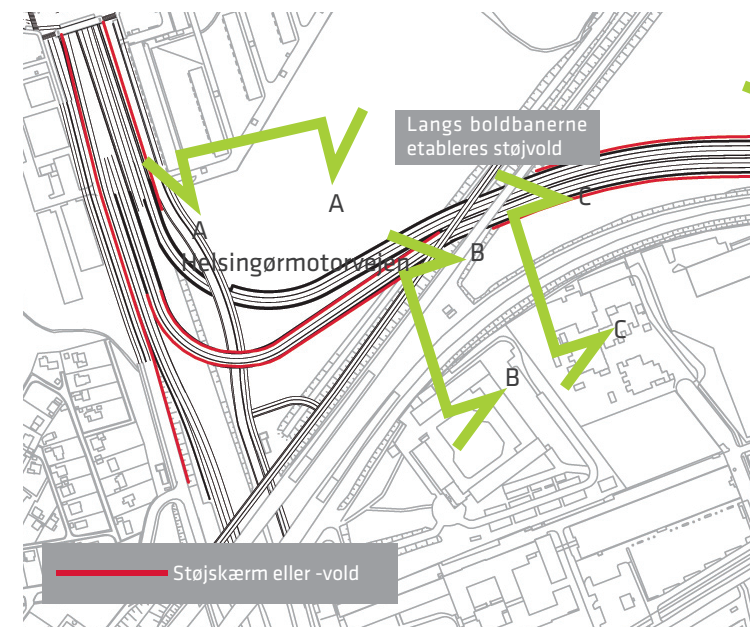 Langs boldbanerne
etableres støjvold
A
C
A
B
Helsingørmotorvejen
C
B
Støjskærm eller -vold